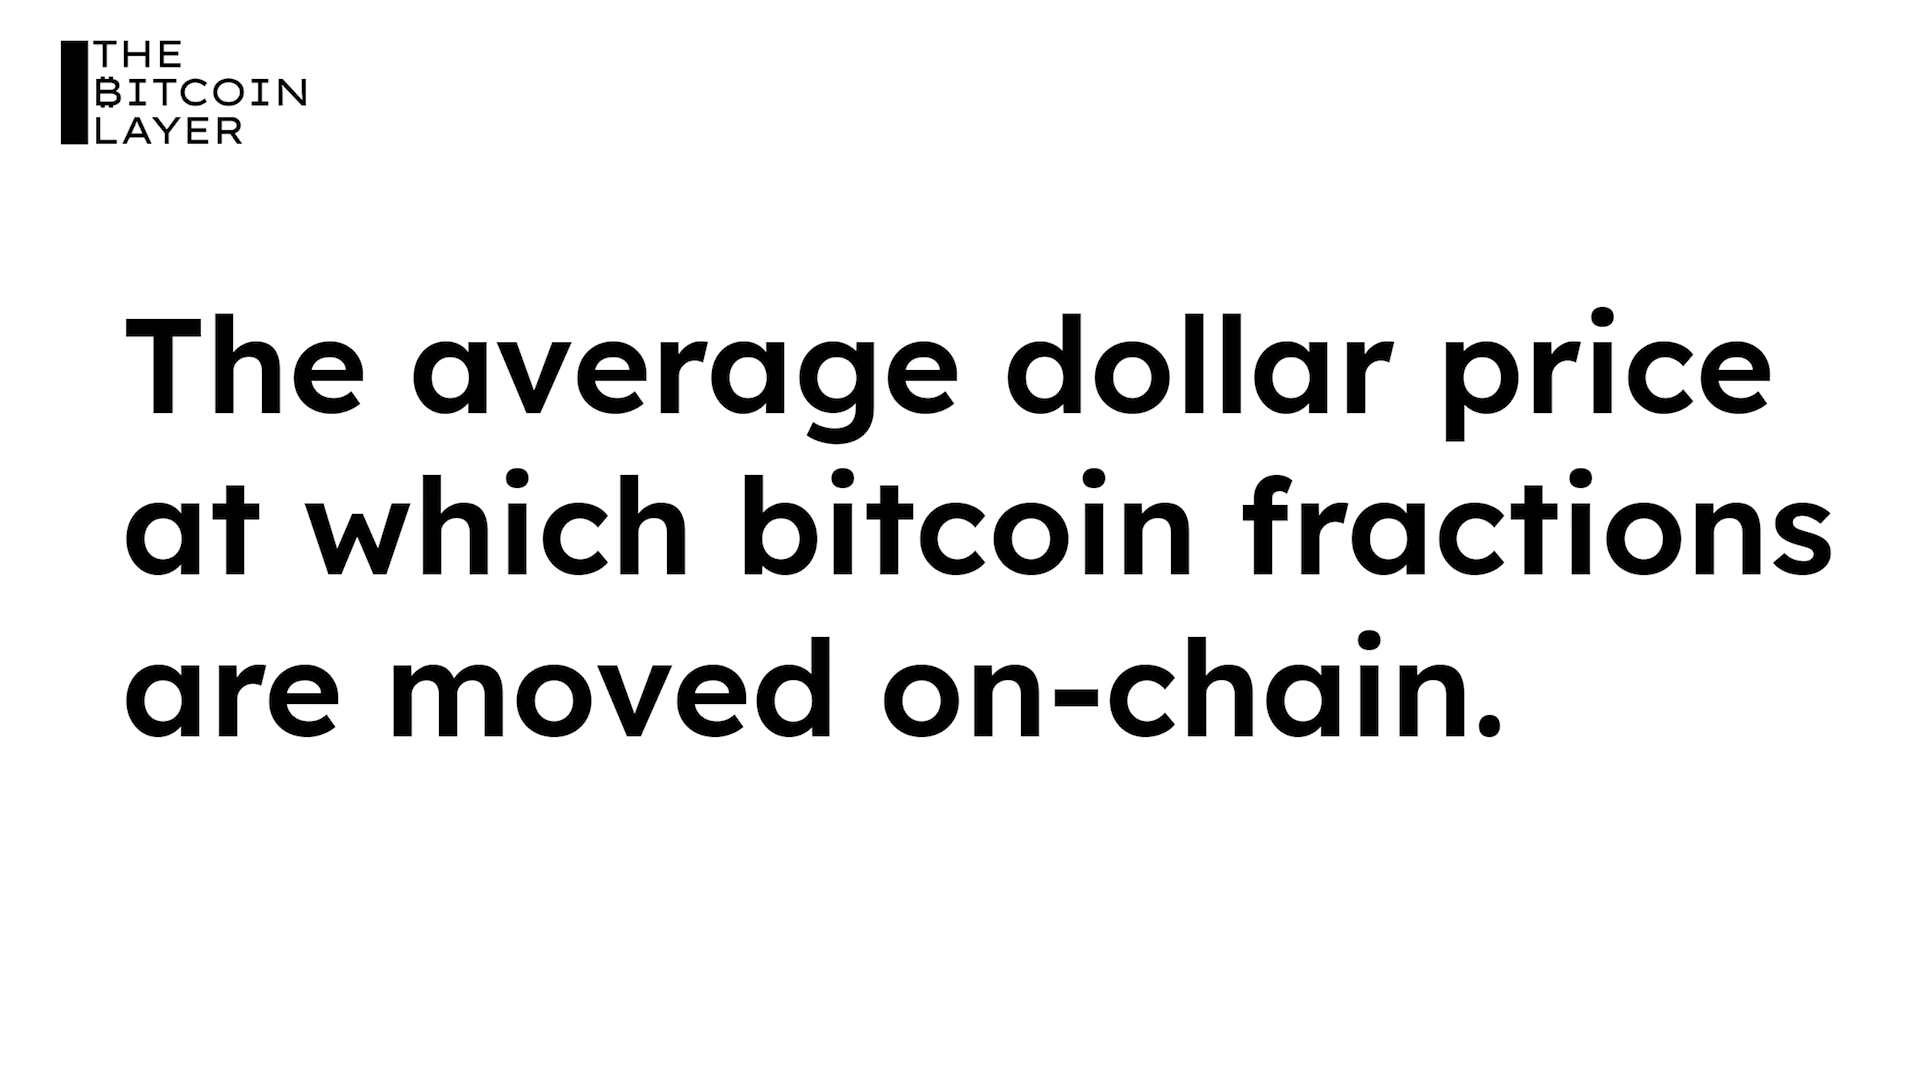 THE
BITCOIN
LAYER
The average dollar price
at which bitcoin fractions
are moved on-chain.